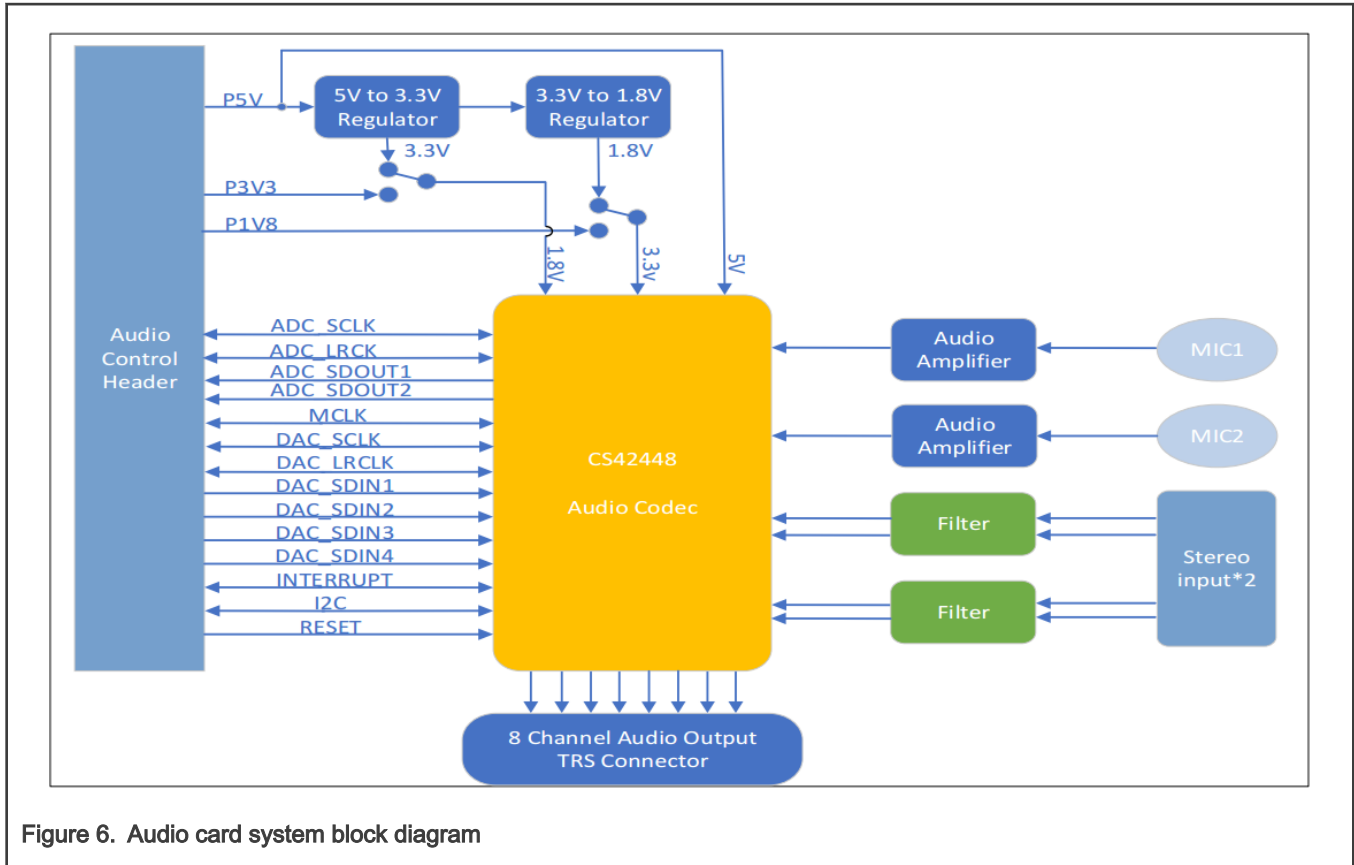 P5V
5V to 3.3V
Regulator
3.3V to 1.8V
Regulator
3.3V
1.8V
P3V3
P1V8
1.8V
3.3v
5V
Audio
Control
Header
ADC_SCLK
ADC_LRCK
ADC_SDOUT1
ADC_SDOUT2
MCLK
DAC_SCLK
DAC_LRCLK
DAC_SDIN1
DAC_SDIN2
DAC_SDIN3
DAC_SDIN4
INTERRUPT
I2C
RESET
CS42448
Audio Codec
Audio
Amplifier
MIC1
Audio
Amplifier
MIC2
Filter
Filter
Stereo
input*2
8 Channel Audio Output
TRS Connector
Figure 6. Audio card system block diagram